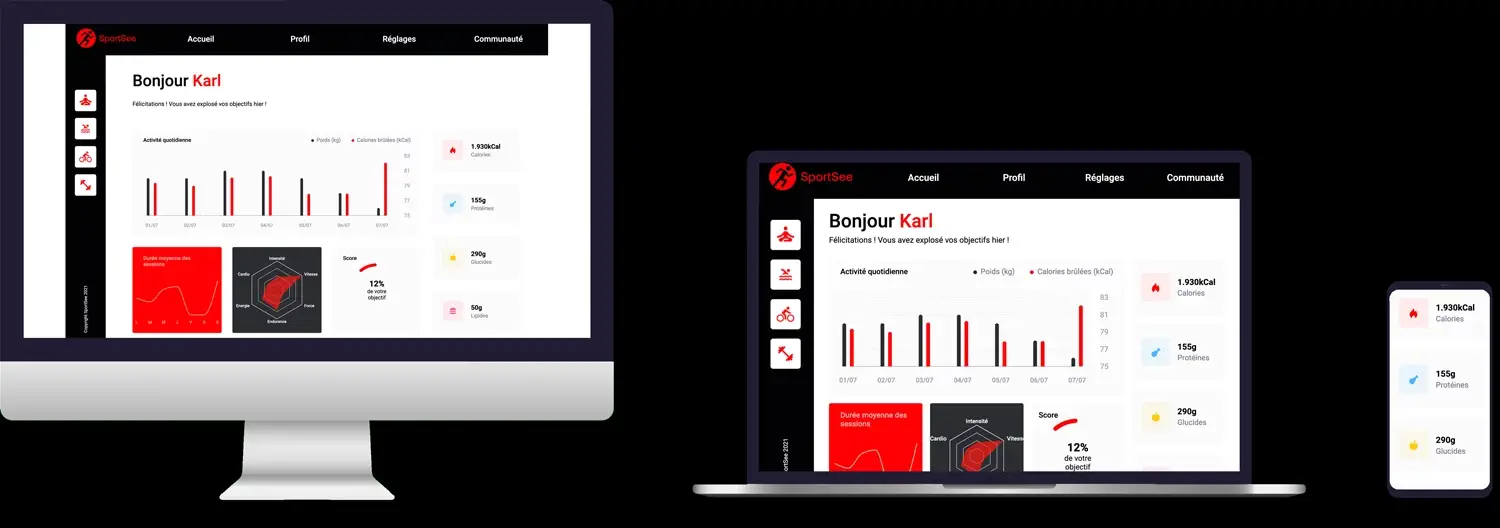 SportSee
Accueil
Profil
Réglages
Communauté
Bonjour Karl
Félicitations ! Vous avez explosé vos objectifs hier !
Activité quotidienne
Poids (kg)
Calories brûlées (kCal)
83
81
79
77
75
01/07
02/07
03/07
04/07
05/07
06/07
07/07
1.930kCal
Calories
155g
Protéines
290g
Glucides
50g
Lipides
Durée moyenne des
sessions
L
M
M
J
V
S
S
Intensité
Vitesse
Force
Endurance
Energie
Cardio
Score
12%
de votre
objectif
Copyright SportSee 2021
SportSee
Accueil
Profil
Réglages
Communauté
Bonjour Karl
Félicitations ! Vous avez explosé vos objectifs hier !
Activité quotidienne
Poids (kg)
Calories brûlées (kCal)
83
81
79
77
75
01/07
02/07
03/07
04/07
05/07
06/07
07/07
1.930kCal
Calories
155g
Protéines
290g
Glucides
Durée moyenne des
sessions
Intensité
Cardio
Vitesse
Score
12%
de votre
objectif
ortSee 2021
1.930kCal
Calories
155g
Protéines
290g
Glucides